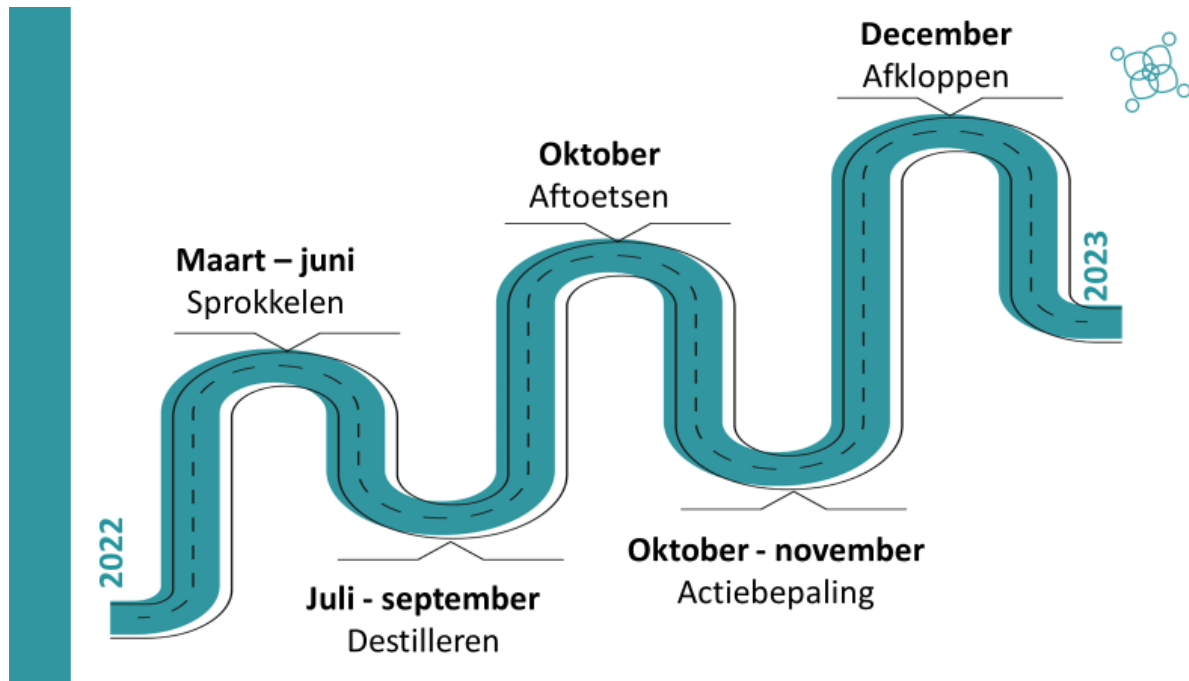 2022
Maart – juni
Sprokkelen
Juli - september
Destilleren
Oktober
Aftoetsen
Oktober - november
Actiebepaling
December
Afkloppen
2023